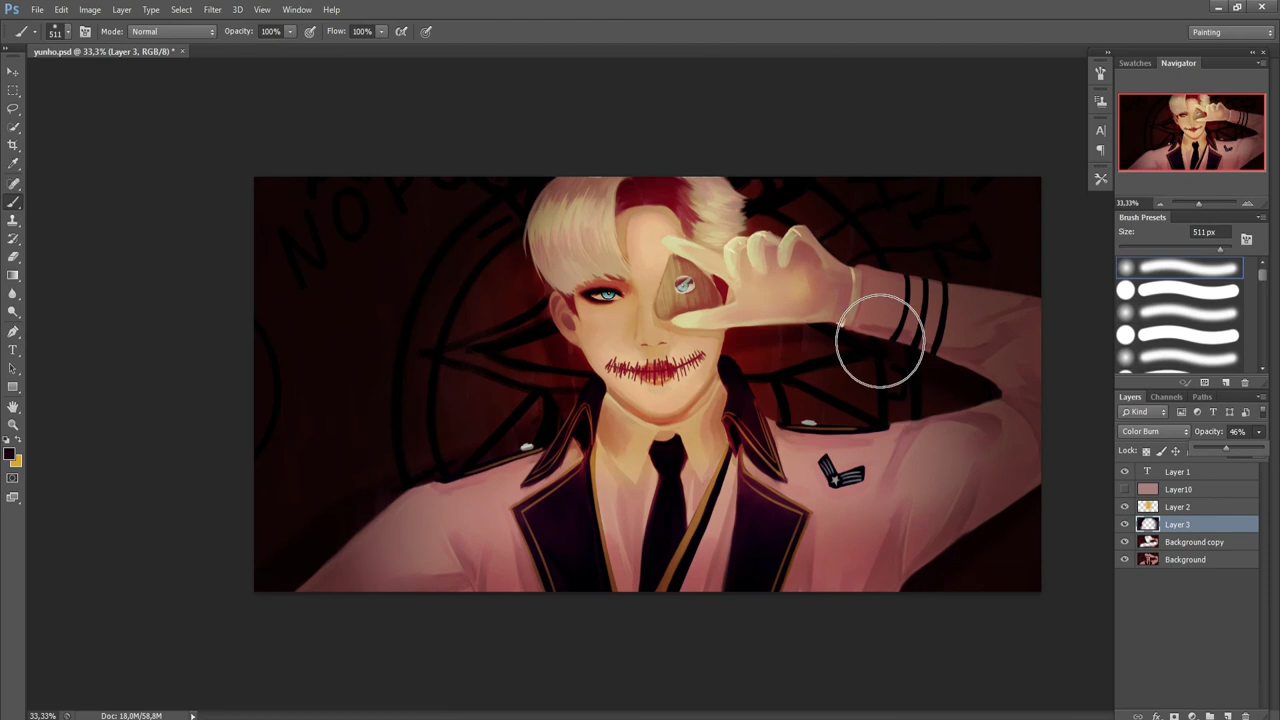 Ps File Edit Image Layer Type Select Filter 3D View Window Help
511 Mode: Normal Opacity: 100% Flow: 100% Painting
yunho.psd @ 33,3% (Layer 3, RGB/8) * ×
Swatches Navigator
33,33%
Brush Presets
Size: 511 px
Layers Channels Paths
Kind
Color Burn Opacity: 46%
Lock:
T Layer 1
Layer10
Layer 2
Layer 3
Background copy
Background
33,33% Doc: 18,0M/58,8M